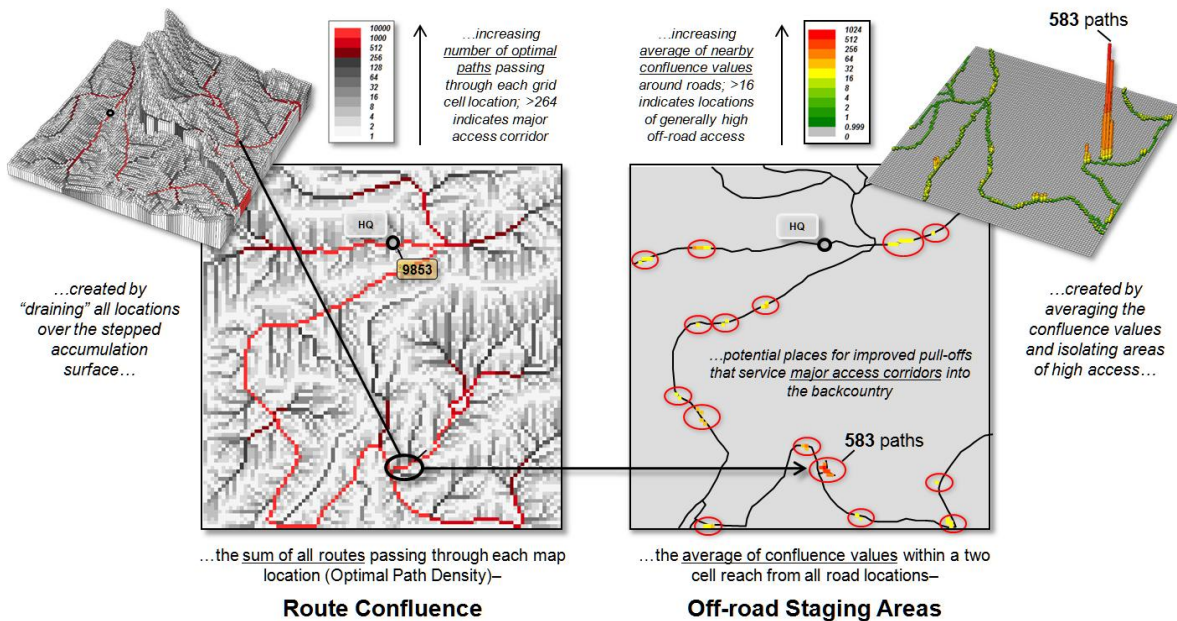 10000
1000
512
256
128
64
32
16
8
4
2
1
…increasing
number of optimal
paths passing
through each grid
cell location; >264
indicates major
access corridor
…increasing
average of nearby
confluence values
around roads; >16
indicates locations
of generally high
off-road access
1024
512
256
64
32
16
8
4
2
1
0.999
0
583 paths
…created by
“draining” all locations
over the stepped
accumulation
surface…
HQ
9853
HQ
…potential places for improved pull-offs
that service major access corridors into
the backcountry
583 paths
…created by
averaging the
confluence values
and isolating areas
of high access…
…the sum of all routes passing through each map
location (Optimal Path Density)–
Route Confluence
…the average of confluence values within a two
cell reach from all road locations–
Off-road Staging Areas